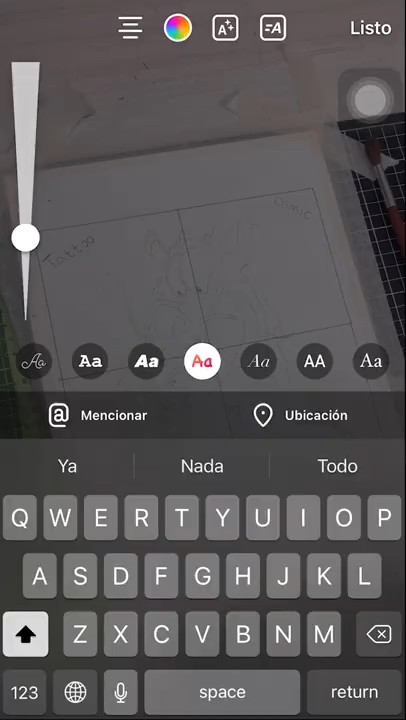 Listo
Tattoo
Comic
Aa Aa Aa Aa Aa AA Aa
Mencionar
Ubicación
Ya Nada Todo
Q W E R T Y U I O P
A S D F G H J K L
Z X C V B N M
123 space return